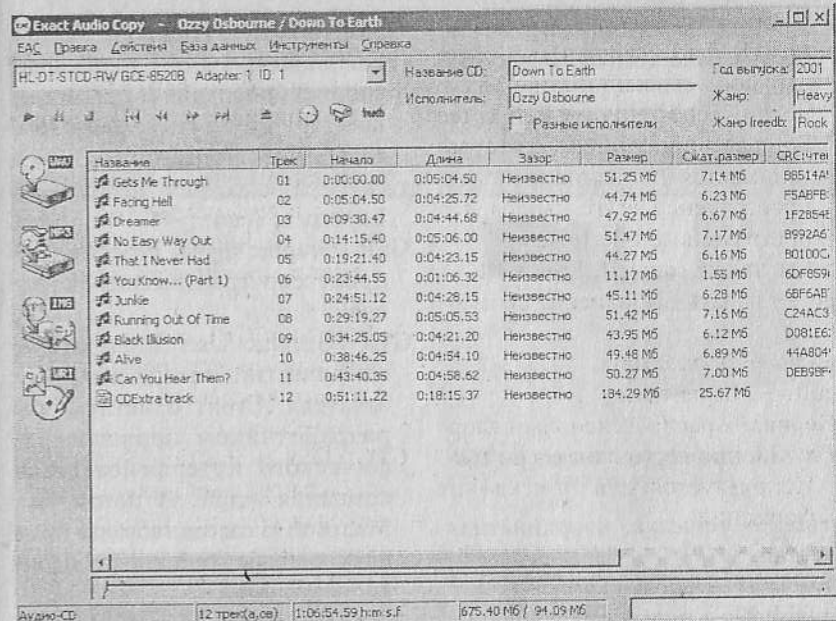 Exact Audio Copy - Ozzy Osbourne / Down To Earth
EAC Правка Действия База данных Инструменты Справка
HL-DT-STCD-RW/GCE-8520B Adapter: 1 ID: 1
Название CD: Down To Earth Год выпуска: 2001
Исполнитель: Ozzy Osbourne Жанр: Heavy
Разные исполнители Жанр freedb: Rock
freedb
WAV
MP3
IMG
WRI
Название Трек Начало Длина Зазор Размер Сжат.размер CRC чтен
Gets Me Through 01 0:00:00.00 0:05:04.50 Неизвестно 51.25 Мб 7.14 Мб BB514A
Facing Hell 02 0:05:04.50 0:04:25.72 Неизвестно 44.74 Мб 6.23 Мб F5ABFB
Dreamer 03 0:09:30.47 0:04:44.68 Неизвестно 47.92 Мб 6.67 Мб 1F2854
No Easy Way Out 04 0:14:15.40 0:05:06.00 Неизвестно 51.47 Мб 7.17 Мб B992A6
That I Never Had 05 0:19:21.40 0:04:23.15 Неизвестно 44.27 Мб 6.16 Мб B0100C
You Know... (Part 1) 06 0:23:44.55 0:01:06.32 Неизвестно 11.17 Мб 1.55 Мб 6DF859
Junkie 07 0:24:51.12 0:04:28.15 Неизвестно 45.11 Мб 6.28 Мб 6BF6AB
Running Out Of Time 08 0:29:19.27 0:05:05.53 Неизвестно 51.42 Мб 7.16 Мб C24AC3
Black Illusion 09 0:34:25.05 0:04:21.20 Неизвестно 43.95 Мб 6.12 Мб D081E6
Alive 10 0:38:46.25 0:04:54.10 Неизвестно 49.48 Мб 6.89 Мб 44A804
Can You Hear Them? 11 0:43:40.35 0:04:58.62 Неизвестно 50.27 Мб 7.00 Мб DEB9BF
CDExtra track 12 0:51:11.22 0:18:15.37 Неизвестно 184.29 Мб 25.67 Мб
Аудио-CD 12 трек(а,ов) 1:06:54.59 h:m:s.f 675.40 Мб / 94.09 Мб